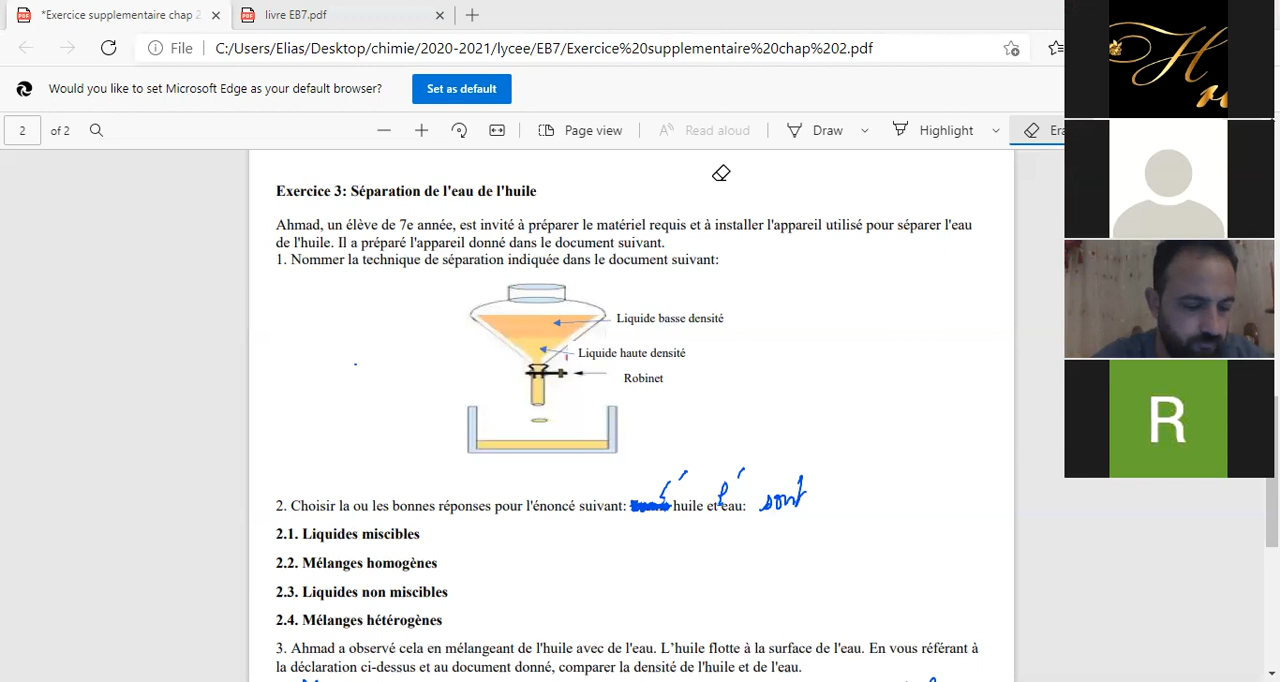 *Exercice supplementaire chap 2
livre EB7.pdf
File
C:/Users/Elias/Desktop/chimie/2020-2021/lycee/EB7/Exercice%20supplementaire%20chap%202.pdf
Would you like to set Microsoft Edge as your default browser?
Set as default
2 of 2
Page view
Read aloud
Draw
Highlight
Era
Exercice 3: Séparation de l'eau de l'huile
Ahmad, un élève de 7e année, est invité à préparer le matériel requis et à installer l'appareil utilisé pour séparer l'eau
de l'huile. Il a préparé l'appareil donné dans le document suivant.
1. Nommer la technique de séparation indiquée dans le document suivant:
Liquide basse densité
Liquide haute densité
Robinet
2. Choisir la ou les bonnes réponses pour l'énoncé suivant: l' huile et l' eau: sont
2.1. Liquides miscibles
2.2. Mélanges homogènes
2.3. Liquides non miscibles
2.4. Mélanges hétérogènes
3. Ahmad a observé cela en mélangeant de l'huile avec de l'eau. L’huile flotte à la surface de l'eau. En vous référant à
la déclaration ci-dessus et au document donné, comparer la densité de l'huile et de l'eau.
H
R